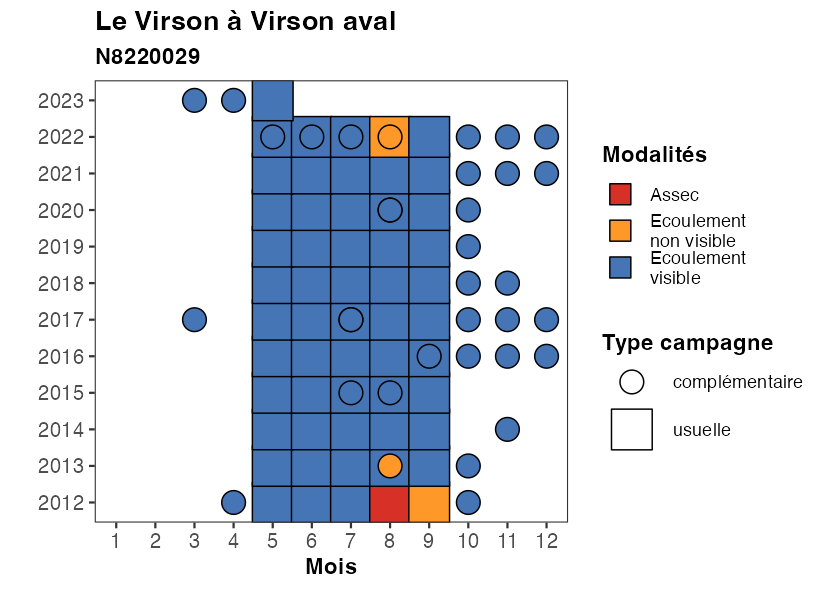 Le Virson à Virson aval
N8220029
2023
2022
2021
2020
2019
2018
2017
2016
2015
2014
2013
2012
1 2 3 4 5 6 7 8 9 10 11 12
Mois
Modalités
Assec
Ecoulement
non visible
Ecoulement
visible
Type campagne
complémentaire
usuelle